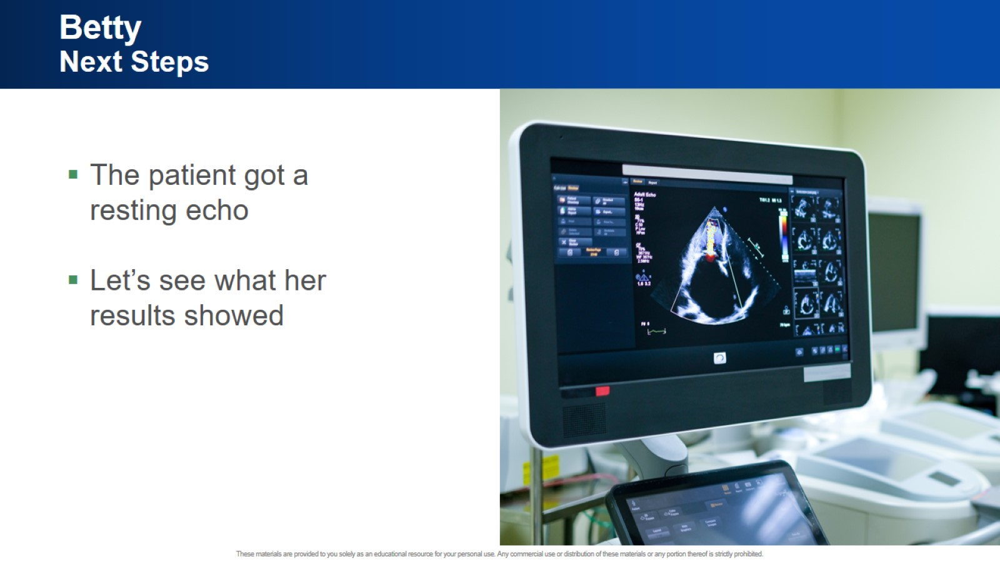 Betty
Next Steps
The patient got a
resting echo
Let's see what her
results showed
Adult Echo
These materials are provided to you solely as an educational resource for your personal use. Any commercial use or distribution of these materials or any portion thereof is strictly prohibited.